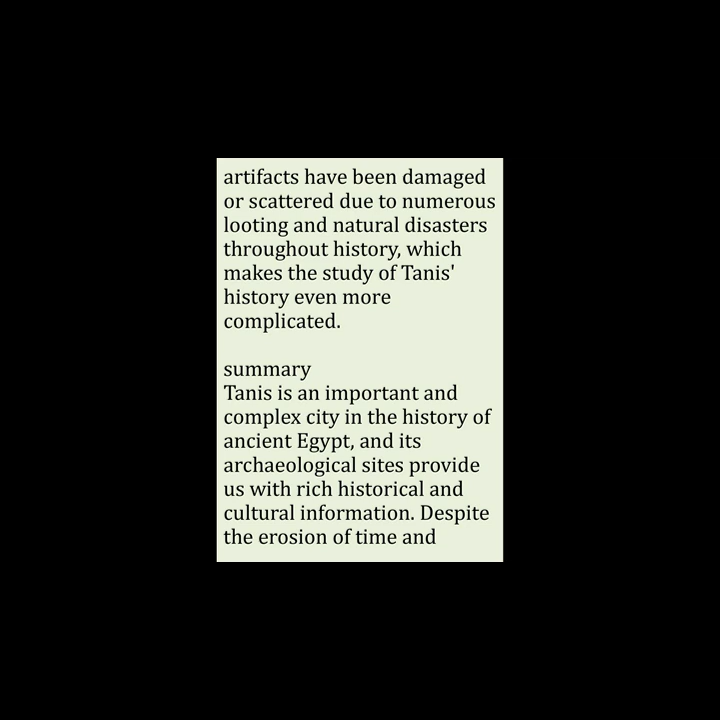 artifacts have been damaged
or scattered due to numerous
looting and natural disasters
throughout history, which
makes the study of Tanis'
history even more
complicated.

summary
Tanis is an important and
complex city in the history of
ancient Egypt, and its
archaeological sites provide
us with rich historical and
cultural information. Despite
the erosion of time and